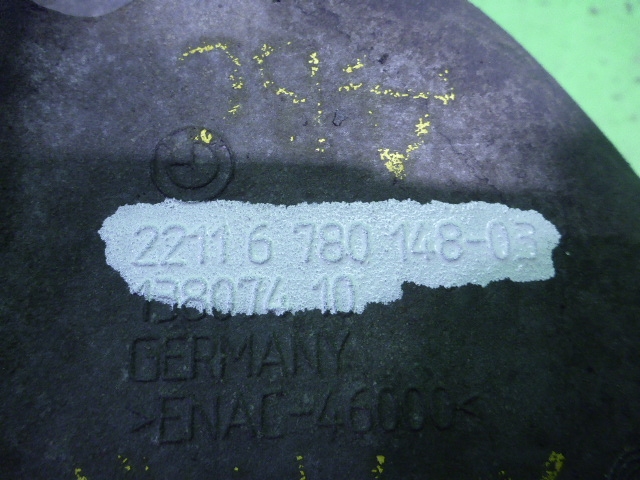 2211 6 780 148-03
138074 10
GERMANY
>ENAC-46000<